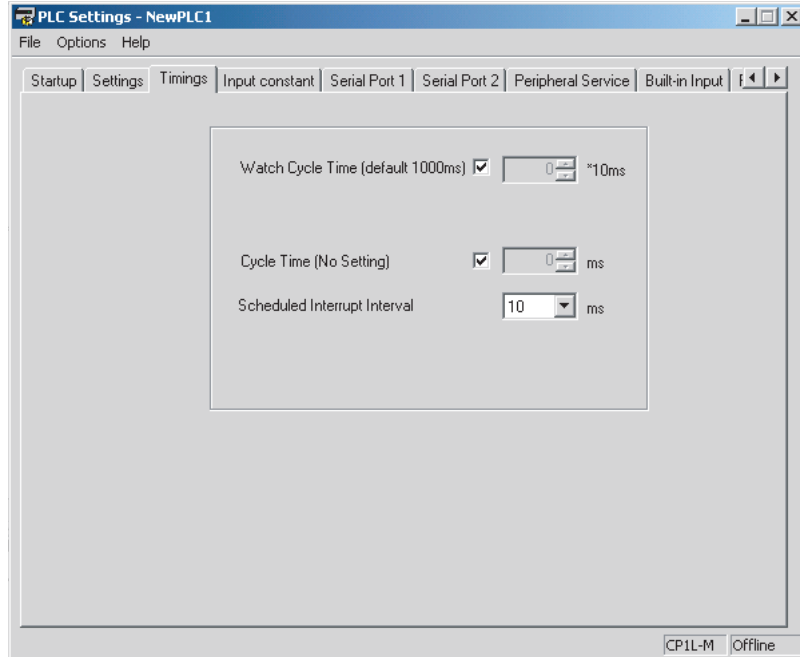 PLC Settings - NewPLC1
File Options Help
Startup Settings Timings Input constant Serial Port 1 Serial Port 2 Peripheral Service Built-in Input
Watch Cycle Time (default 1000ms) 0 *10ms
Cycle Time (No Setting) 0 ms
Scheduled Interrupt Interval 10 ms
CP1L-M Offline